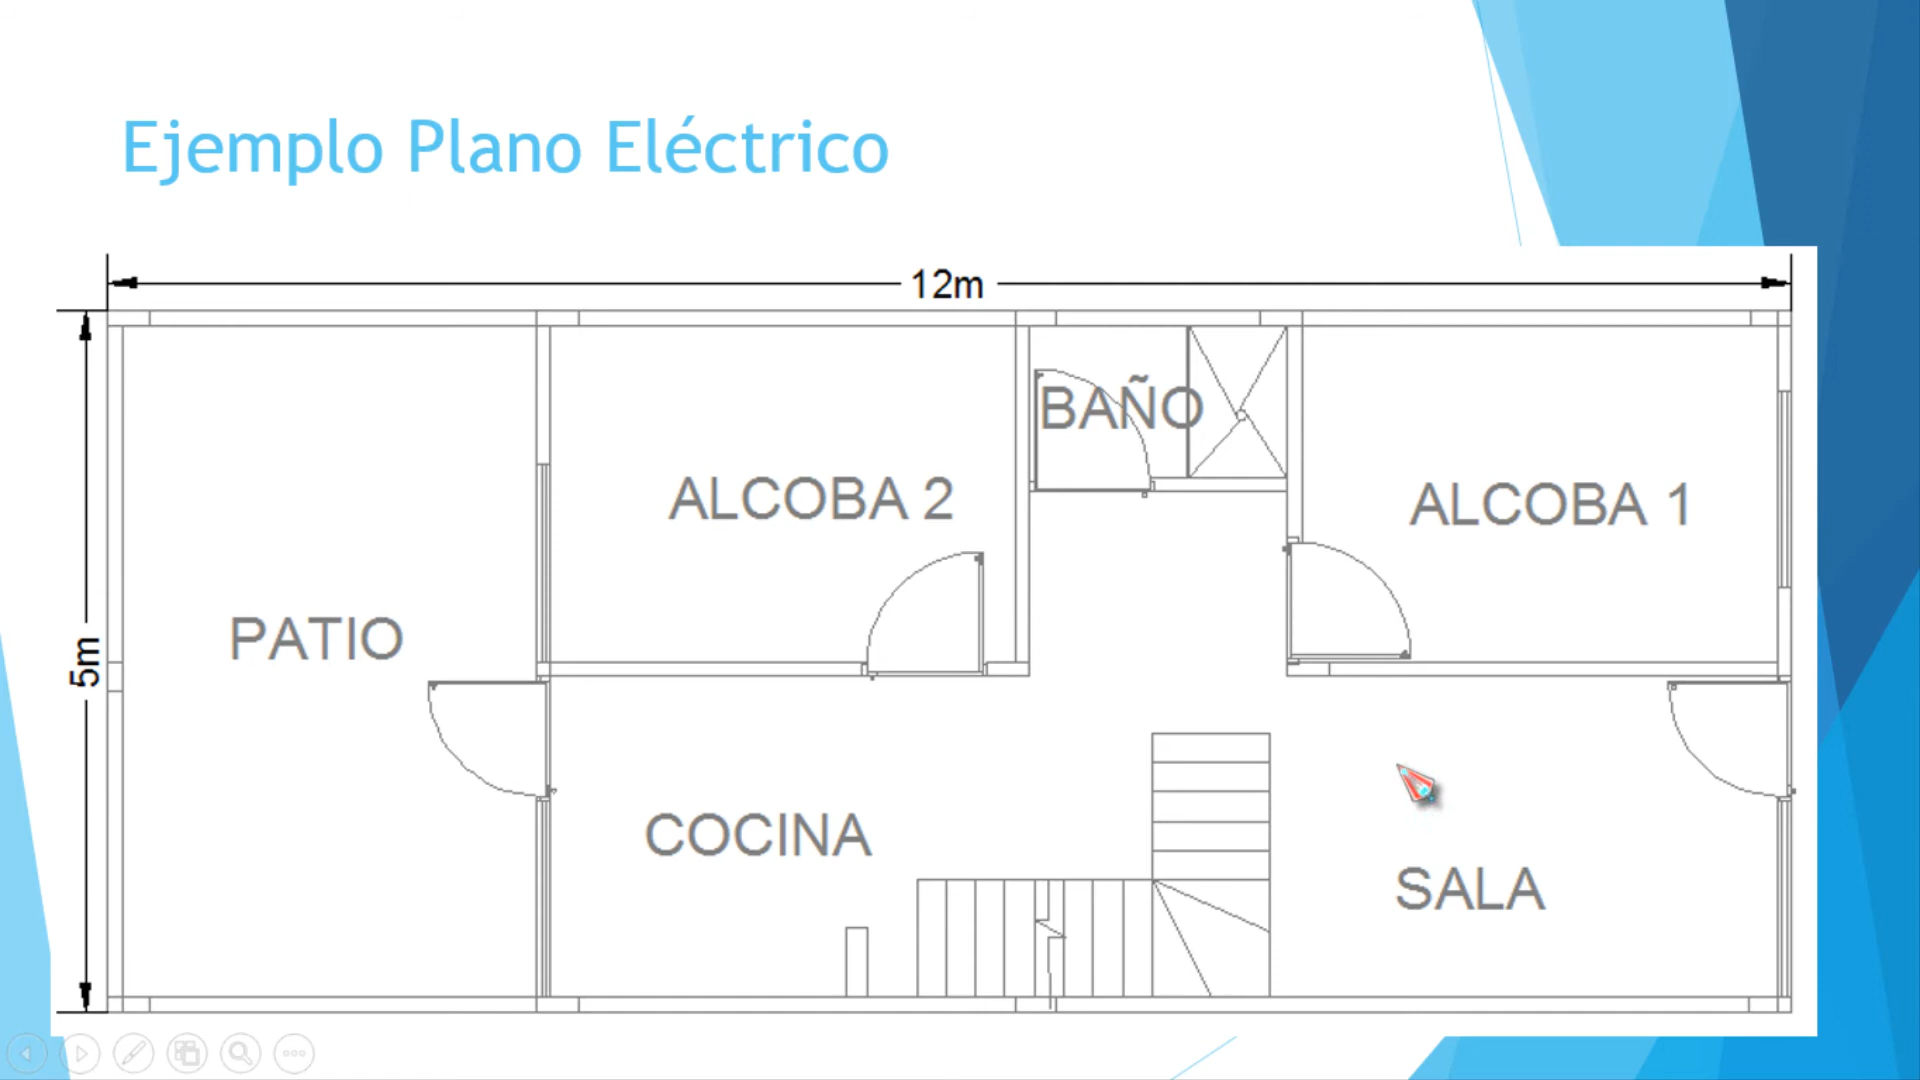 Ejemplo Plano Eléctrico
12m
BAÑO
ALCOBA 2
ALCOBA 1
PATIO
5m
COCINA
SALA